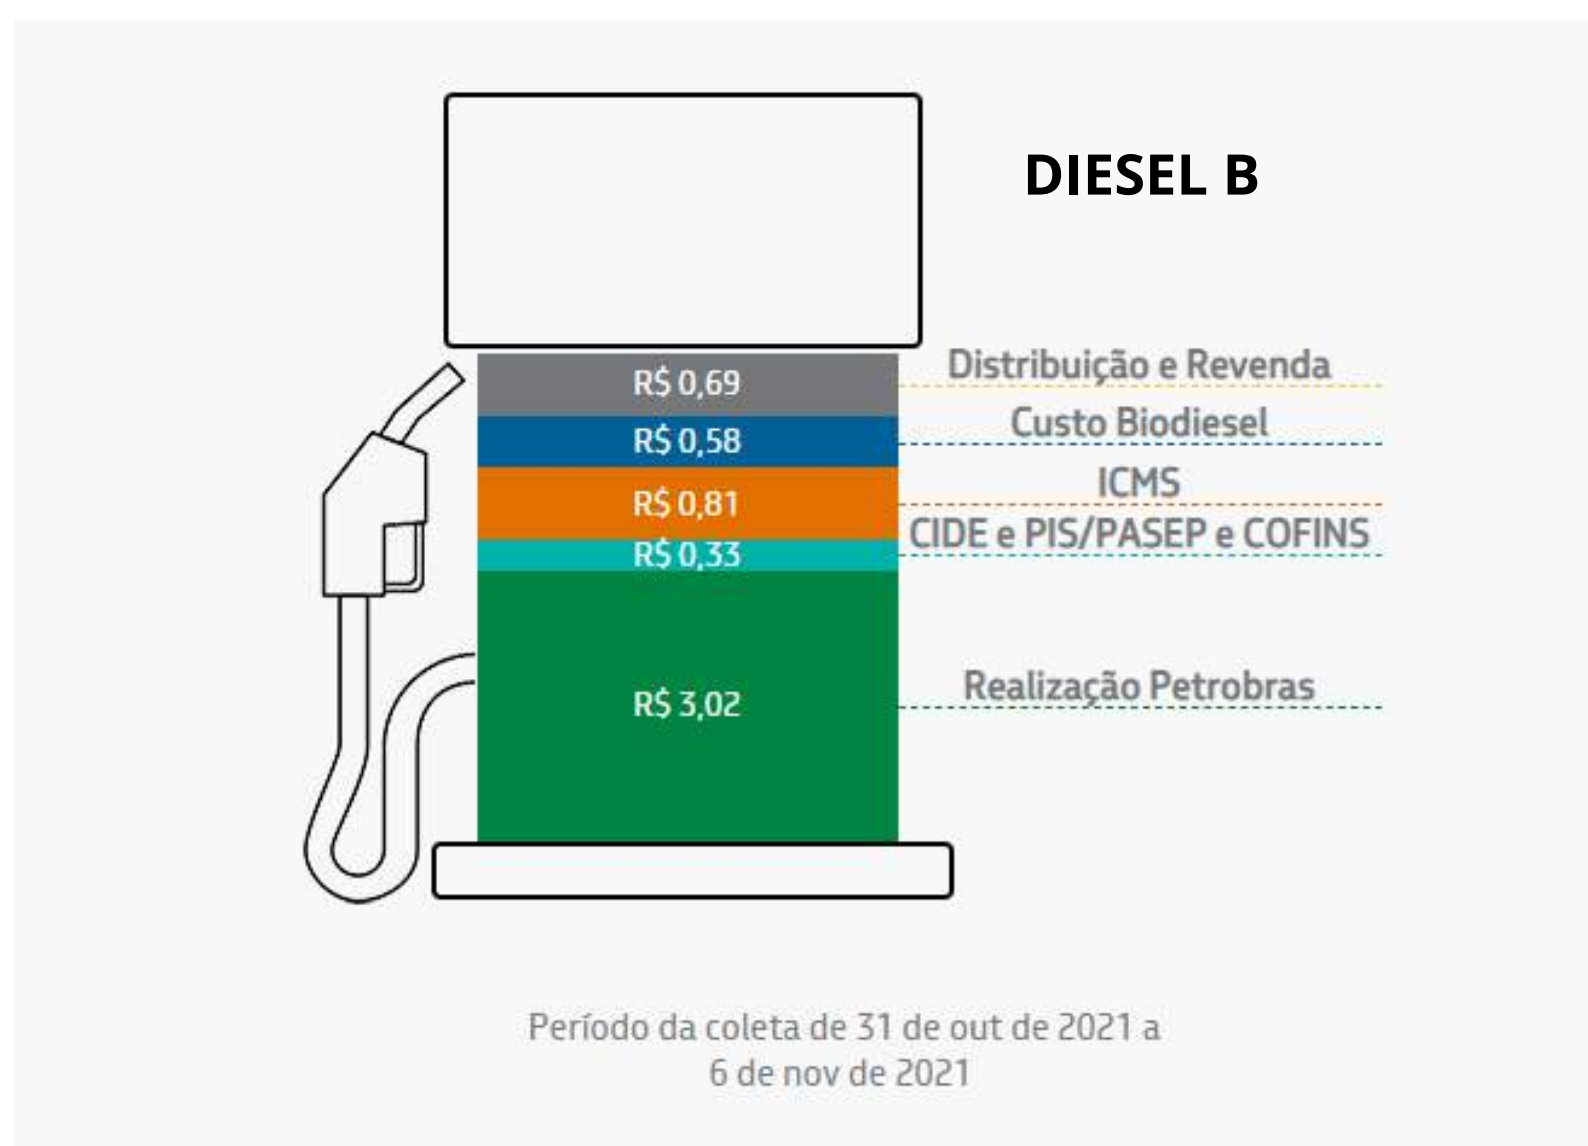 DIESEL B
R$ 0,69
Distribuição e Revenda
R$ 0,58
Custo Biodiesel
R$ 0,81
ICMS
R$ 0,33
CIDE e PIS/PASEP e COFINS
R$ 3,02
Realização Petrobras
Período da coleta de 31 de out de 2021 a
6 de nov de 2021